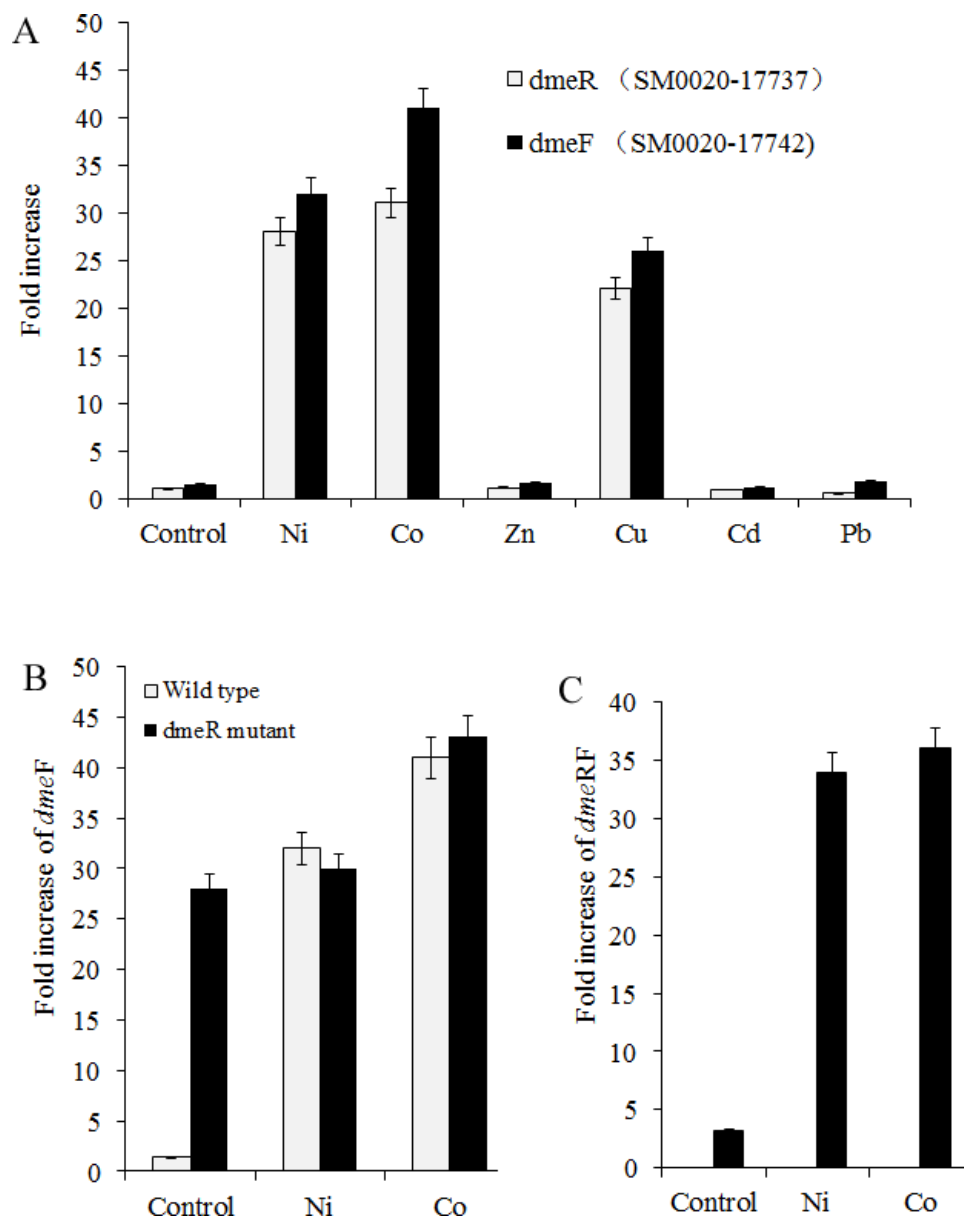 A
50
45
40
35
30
25
20
15
10
5
0
Fold increase
dmeR （SM0020-17737）
dmeF （SM0020-17742)
Control Ni Co Zn Cu Cd Pb
B
50
45
40
35
30
25
20
15
10
5
0
Fold increase of dmeF
Wild type
dmeR mutant
Control Ni Co
C
40
35
30
25
20
15
10
5
0
Fold increase of dmeRF
Control Ni Co